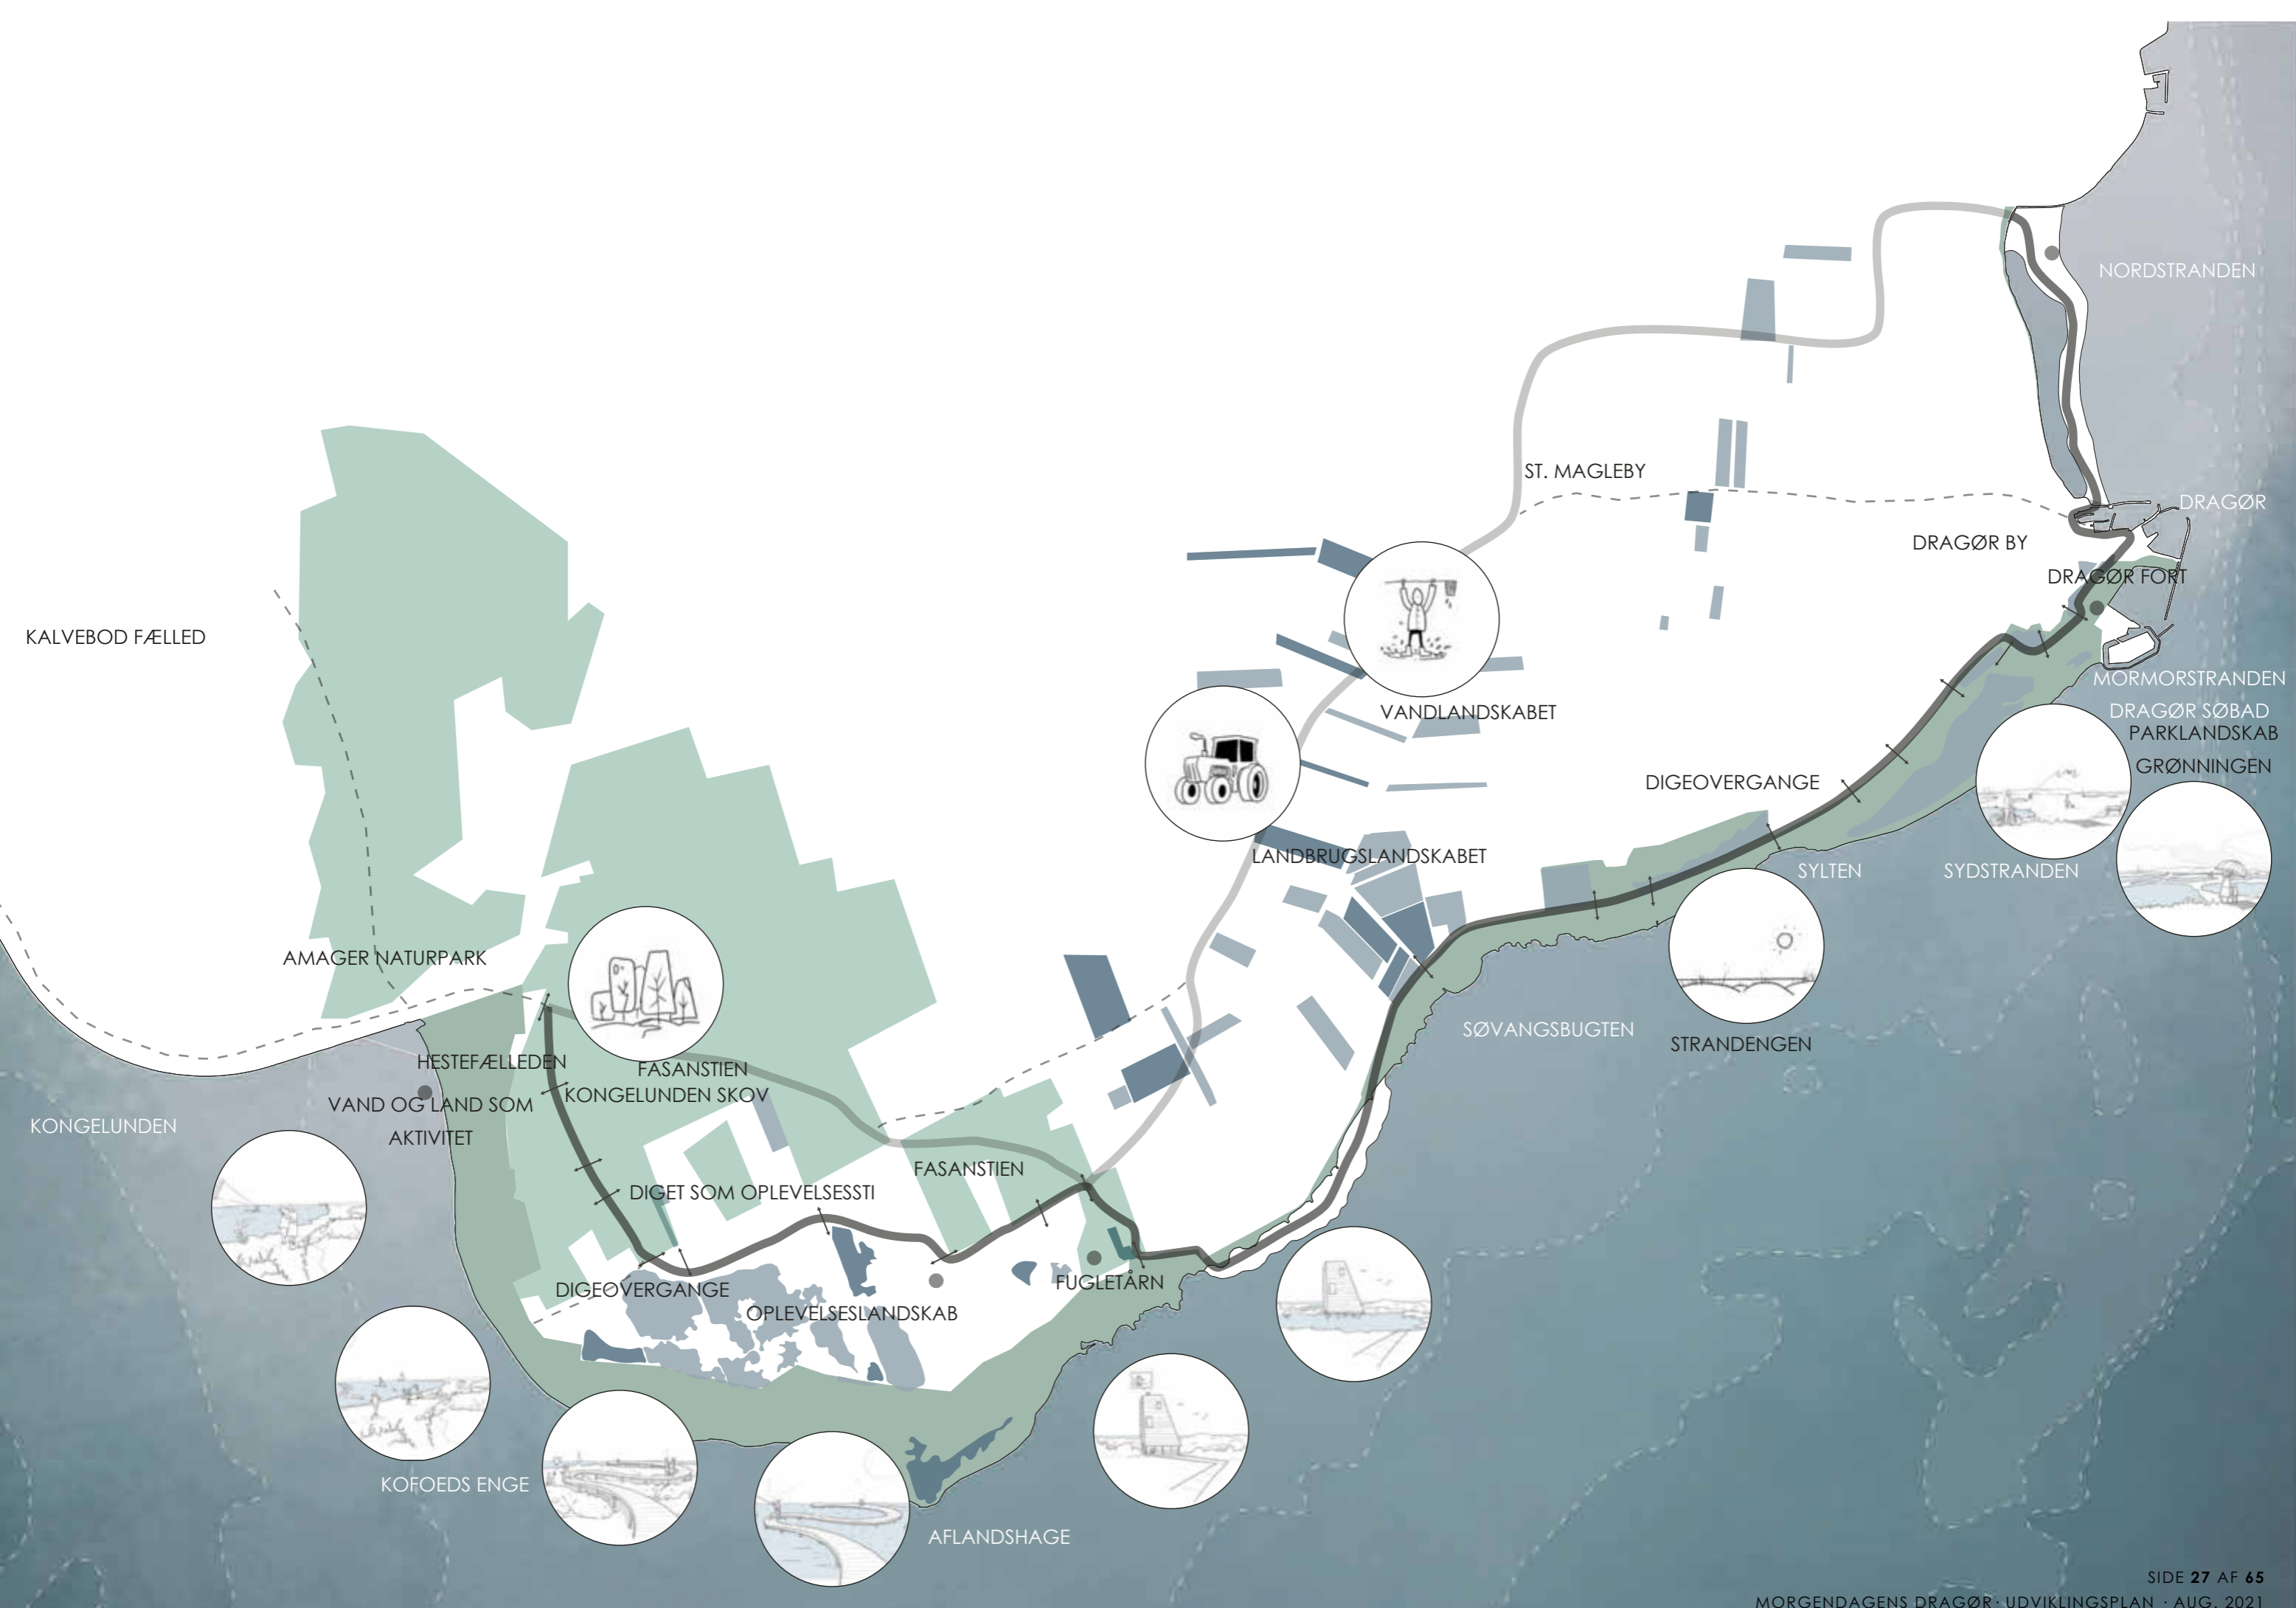 NORDSTRANDEN
ST. MAGLEBY
DRAGØR
DRAGØR BY
DRAGØR FORT
KALVEBOD FÆLLED
MORMORSTRANDEN
DRAGØR SØBAD
VANDLANDSKABET
PARKLANDSKAB
GRØNNINGEN
DIGEOVERGANGE
LANDBRUGSLANDSKABET
SYLTEN
SYDSTRANDEN
AMAGER NATURPARK
SØVANGSBUGTEN
STRANDENGEN
HESTEFÆLLEDEN
FASANSTIEN
KONGELUNDEN SKOV
VAND OG LAND SOM
AKTIVITET
KONGELUNDEN
FASANSTIEN
DIGET SOM OPLEVELSESSTI
FUGLETÅRN
DIGEOVERGANGE
OPLEVELSESLANDSKAB
KOFOEDS ENGE
AFLANDSHAGE
SIDE 27 AF 65
MORGENDAGENS DRAGØR · UDVIKLINGSPLAN · AUG. 2021